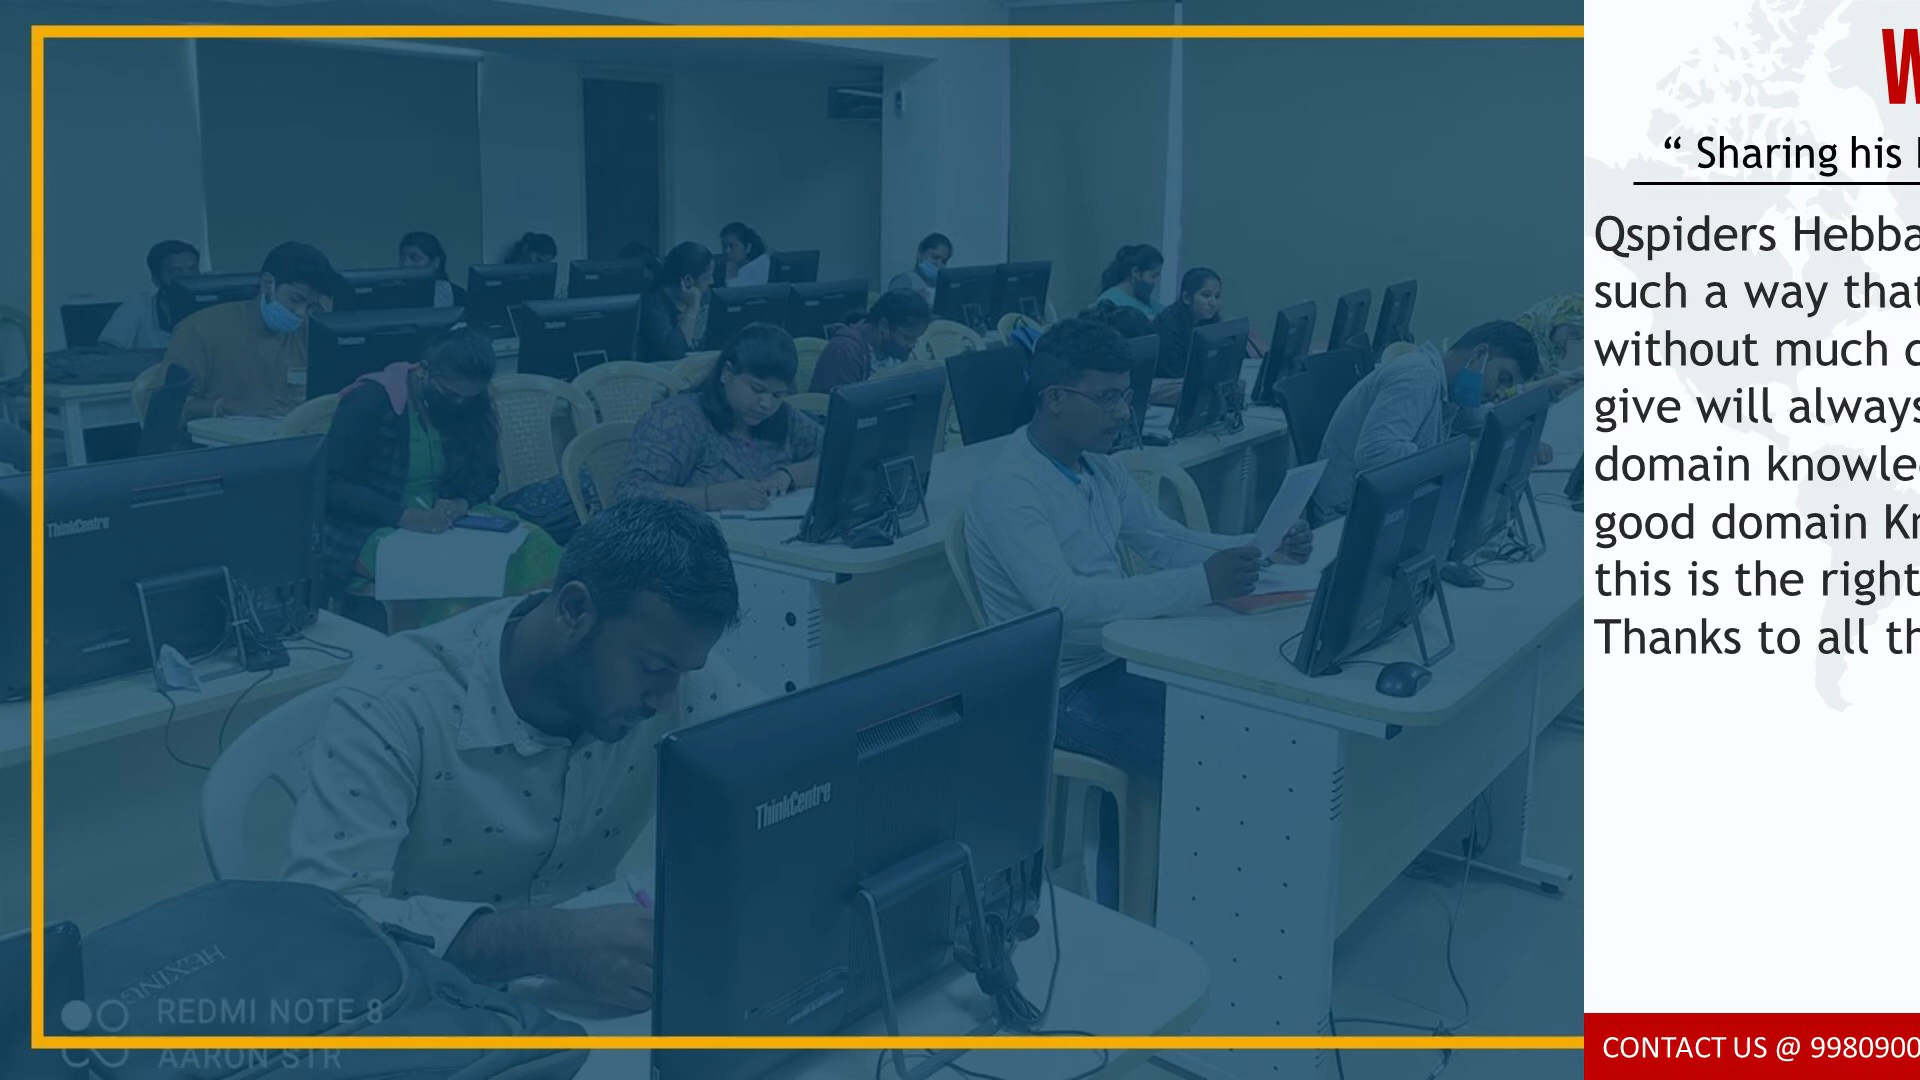 W
“ Sharing his
Qspiders Hebba
such a way that
without much
give will always
domain knowle
good domain Kn
this is the right
Thanks to all th
CONTACT US @ 9980900
ThinkCentre
ThinkCentre
REDMI NOTE 8
AARON STR